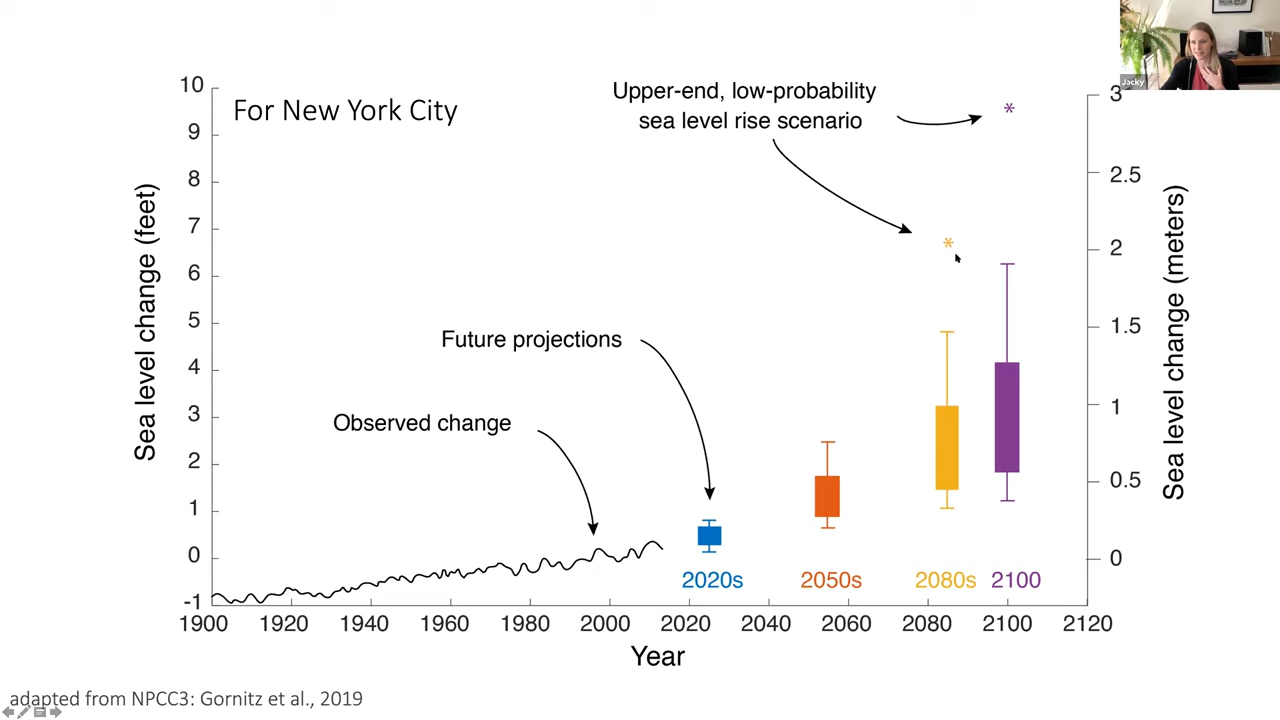 For New York City
Upper-end, low-probability
sea level rise scenario
Future projections
Observed change
Sea level change (feet)
10
9
8
7
6
5
4
3
2
1
0
-1
Sea level change (meters)
3
2.5
2
1.5
1
0.5
0
2020s
2050s
2080s
2100
1900
1920
1940
1960
1980
2000
2020
2040
2060
2080
2100
2120
Year
adapted from NPCC3: Gornitz et al., 2019
Jacky